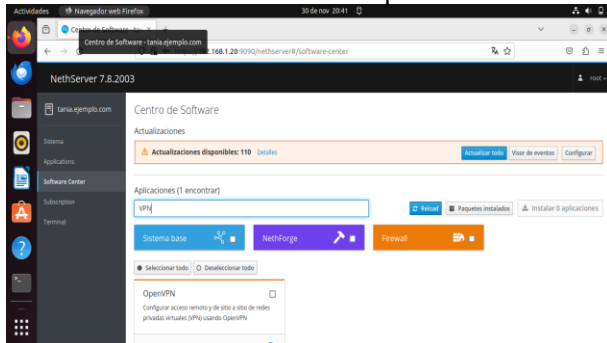 Actividades Navegador web Firefox 30 de nov 20:41
Centro de Software - tania.ejemplo.com
192.168.1.20:9090/nethserver#/software-center
NethServer 7.8.2003 root
tania.ejemplo.com
Centro de Software
Actualizaciones
Sistema
Actualizaciones disponibles: 110 Detalles Actualizar todo Visor de eventos Configurar
Applications
Software Center
Aplicaciones (1 encontrar)
Subscription
VPN Reload Paquetes instalados Instalar 0 aplicaciones
Terminal
Sistema base NethForge Firewall
Seleccionar todo Deseleccionar todo
OpenVPN
Configurar acceso remoto y de sitio a sitio de redes
privadas virtuales (VPN) usando OpenVPN